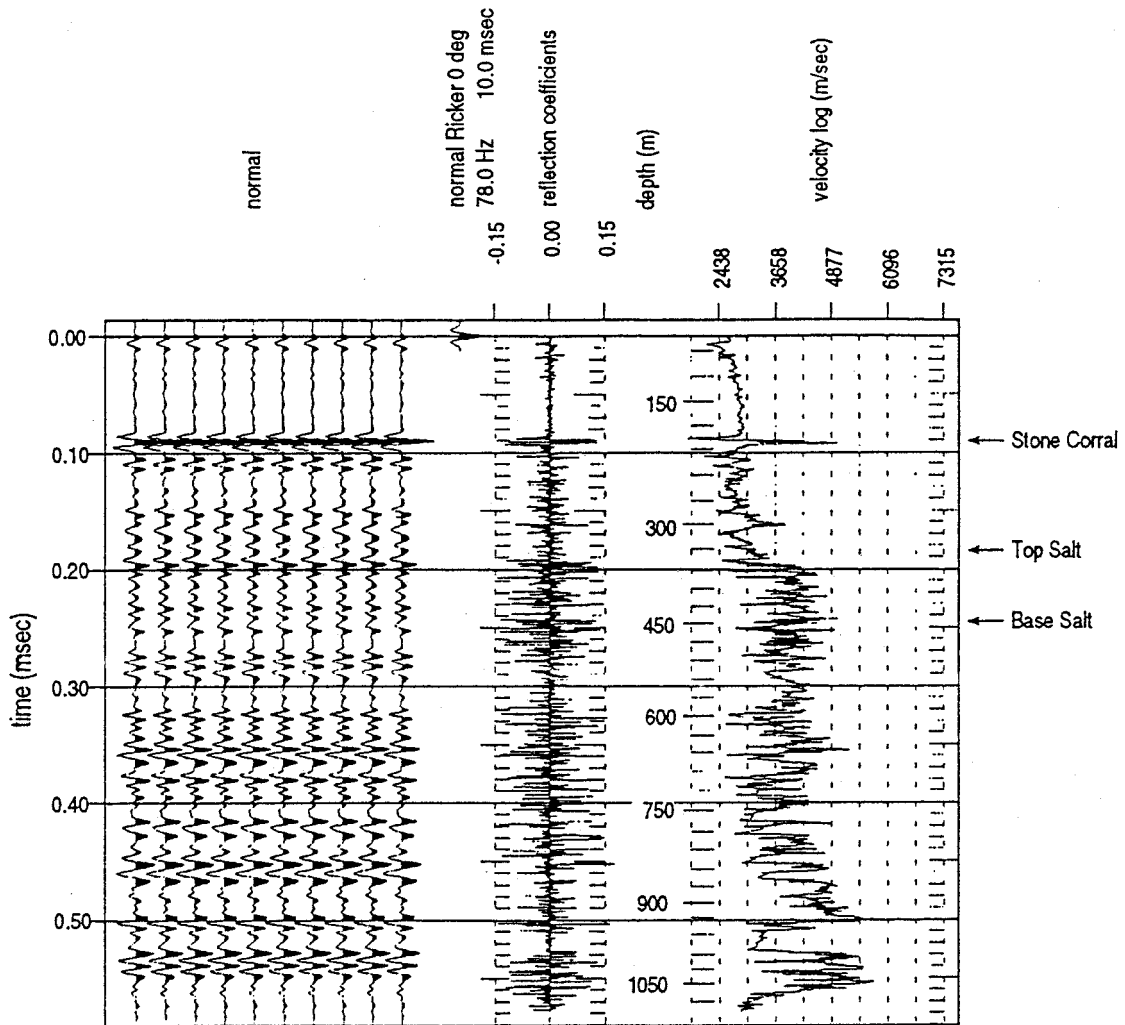 normal
normal Ricker 0 deg
78.0 Hz 10.0 msec
reflection coefficients
-0.15
0.00
0.15
depth (m)
velocity log (m/sec)
2438
3658
4877
6096
7315
time (msec)
0.00
0.10
0.20
0.30
0.40
0.50
150
300
450
600
750
900
1050
Stone Corral
Top Salt
Base Salt